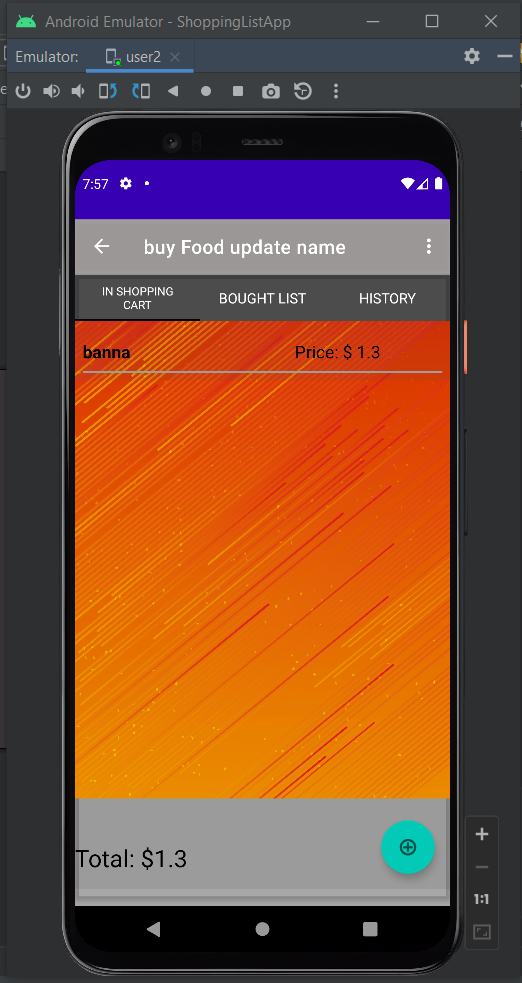 Android Emulator - ShoppingListApp
Emulator: user2
7:57
buy Food update name
IN SHOPPING
CART
BOUGHT LIST
HISTORY
banna Price: $ 1.3
Total: $1.3
1:1